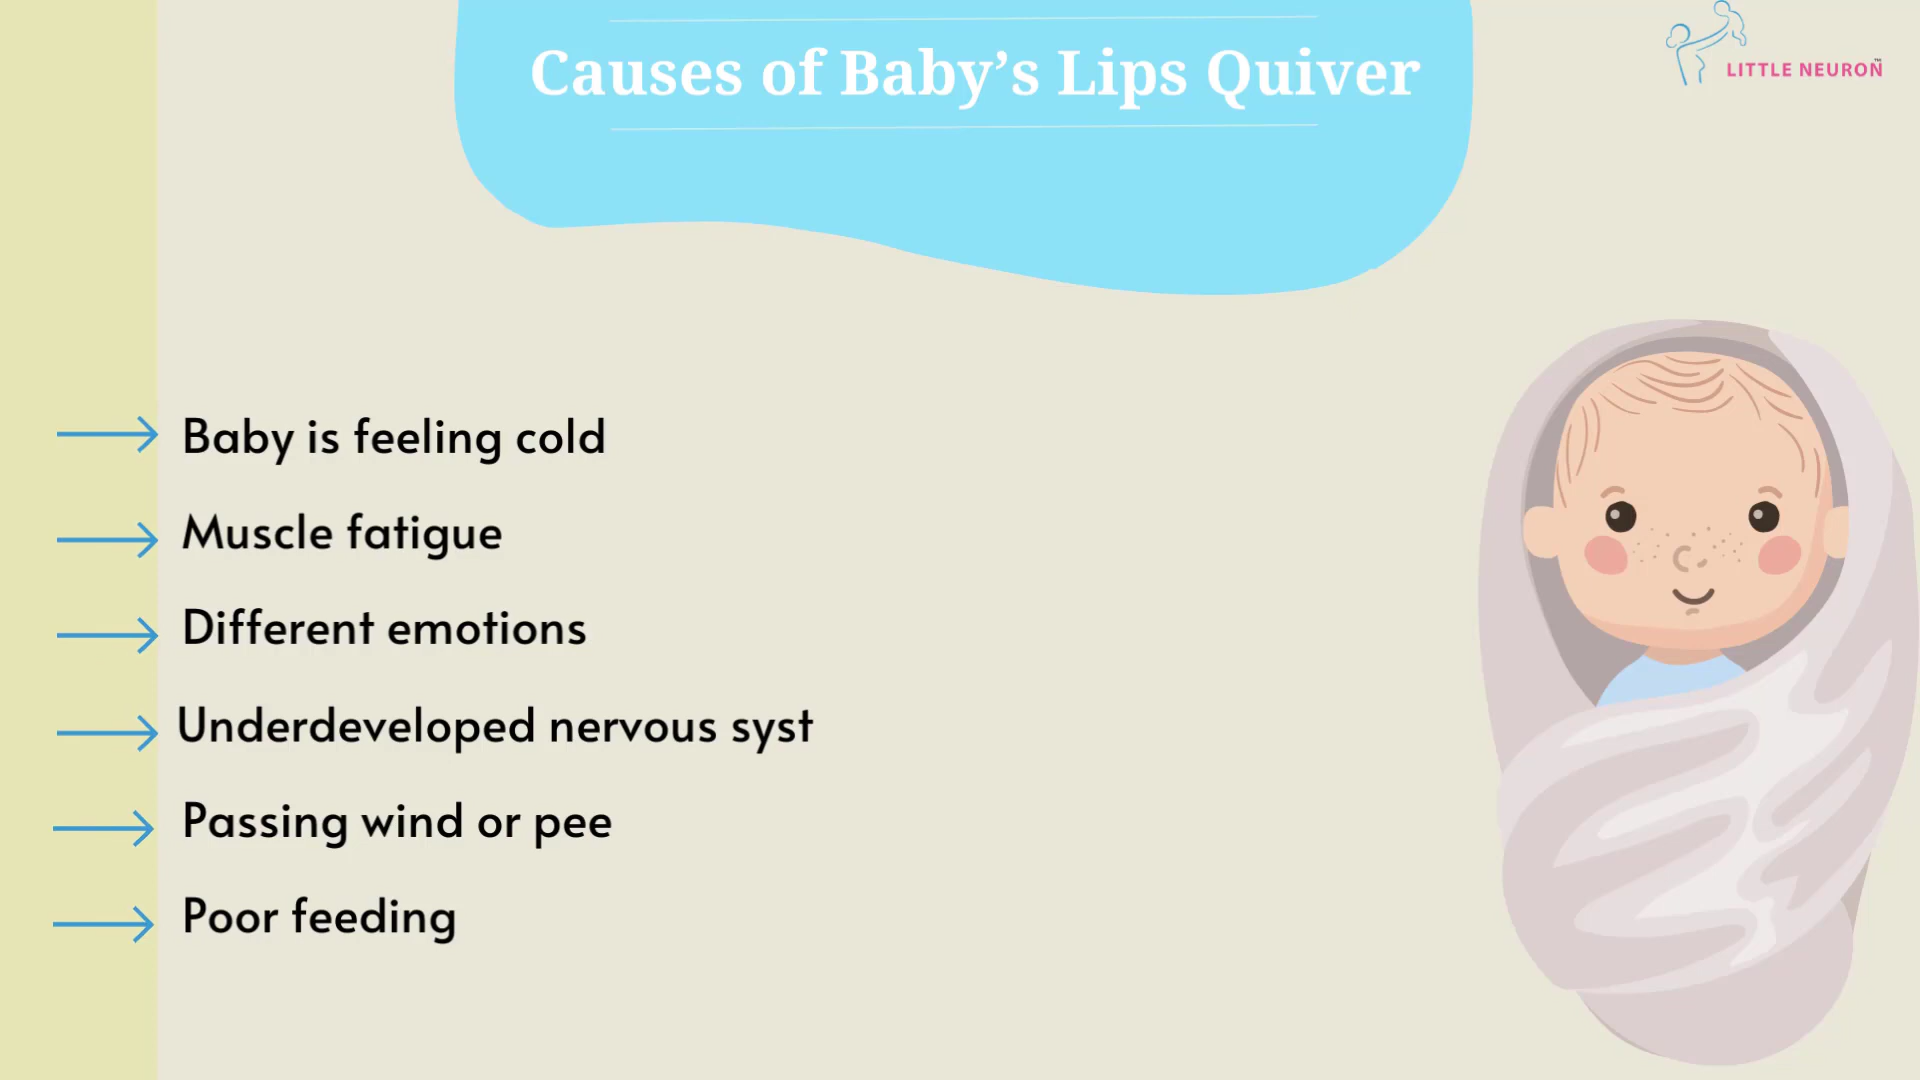 Causes of Baby’s Lips Quiver
LITTLE NEURON™
Baby is feeling cold
Muscle fatigue
Different emotions
Underdeveloped nervous syst
Passing wind or pee
Poor feeding